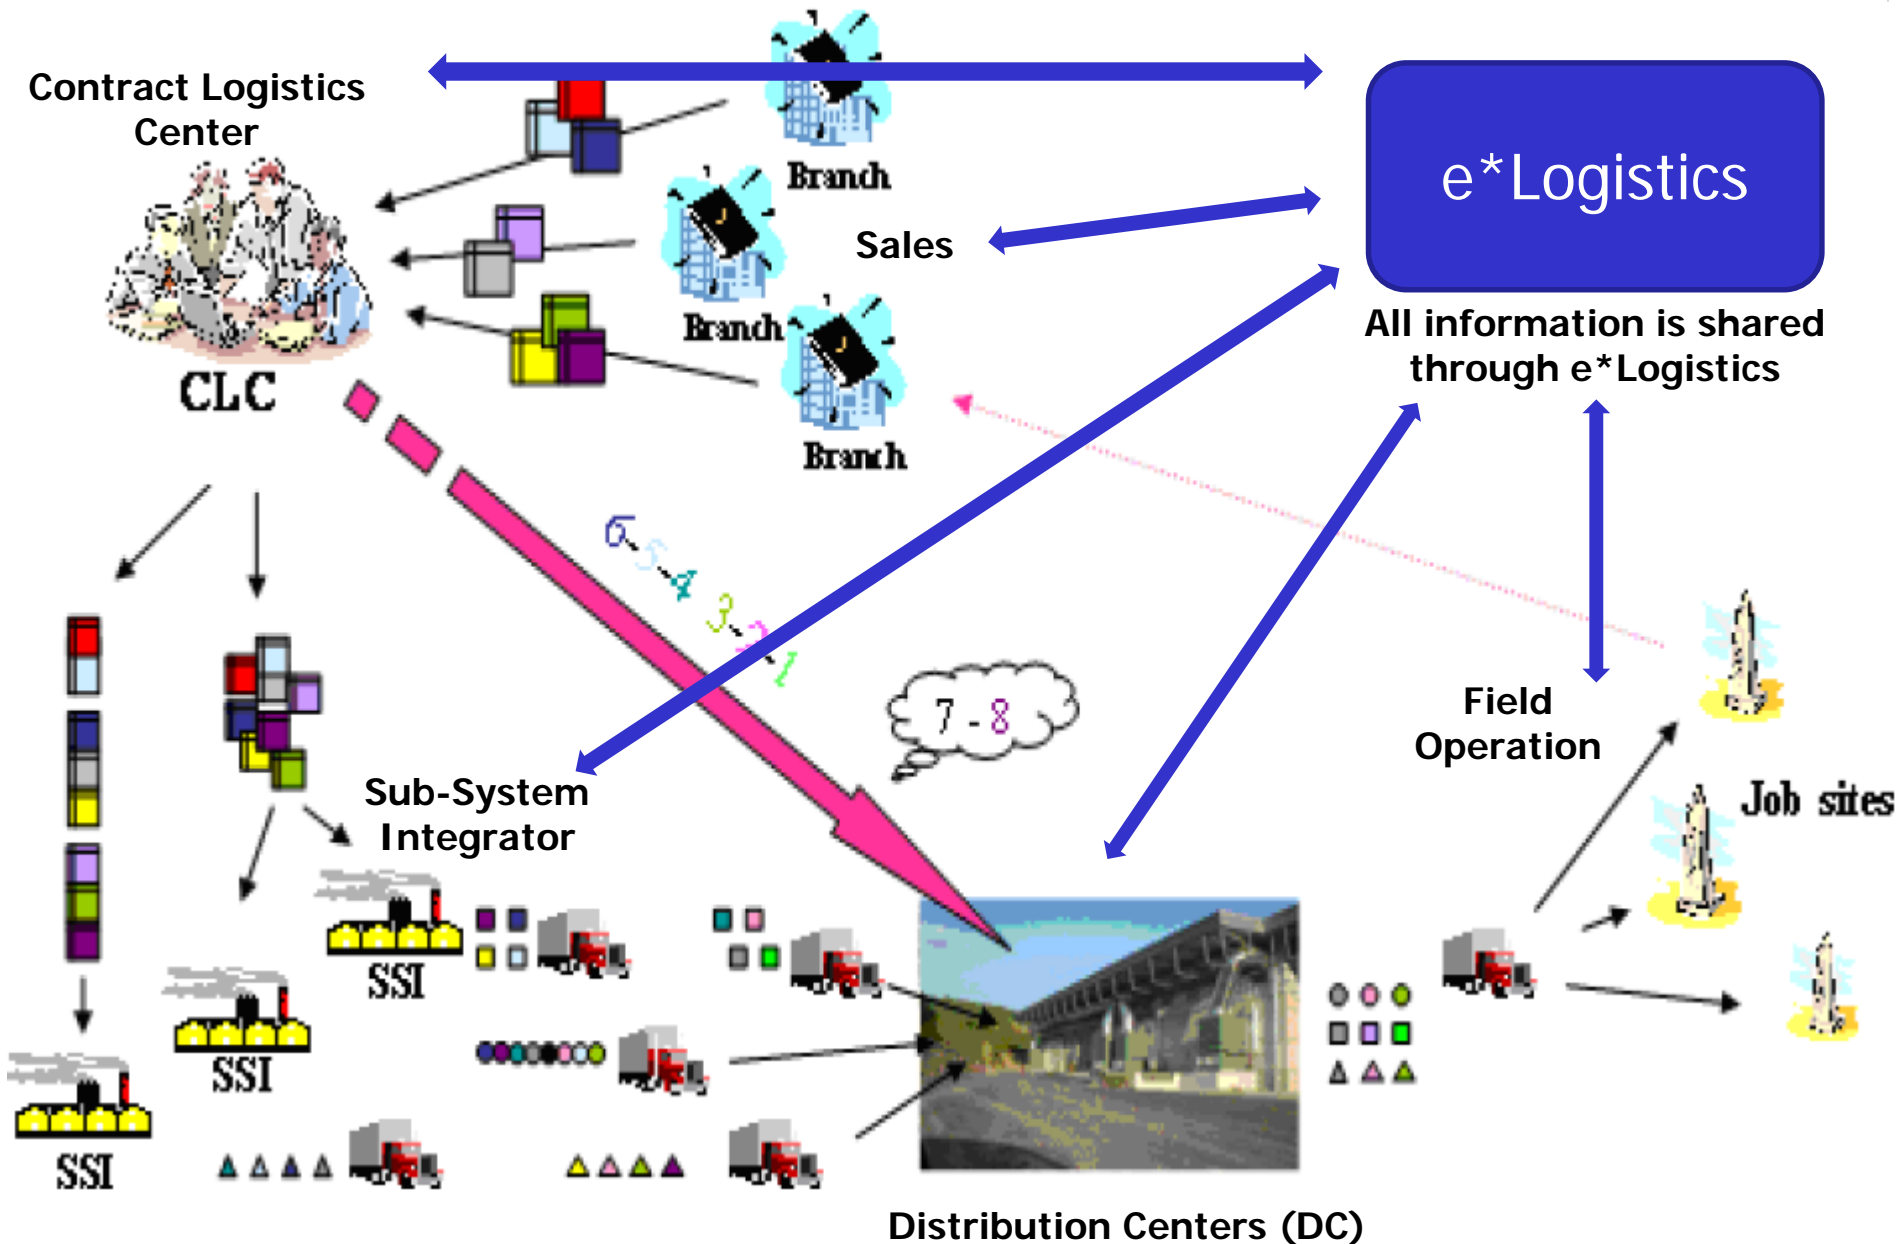 Contract Logistics
Center
CLC
Branch
Branch
Branch
Sales
e*Logistics
All information is shared
through e*Logistics
6-5-4 3-2-1
7 - 8
Field
Operation
Job sites
Sub-System
Integrator
SSI
SSI
SSI
Distribution Centers (DC)